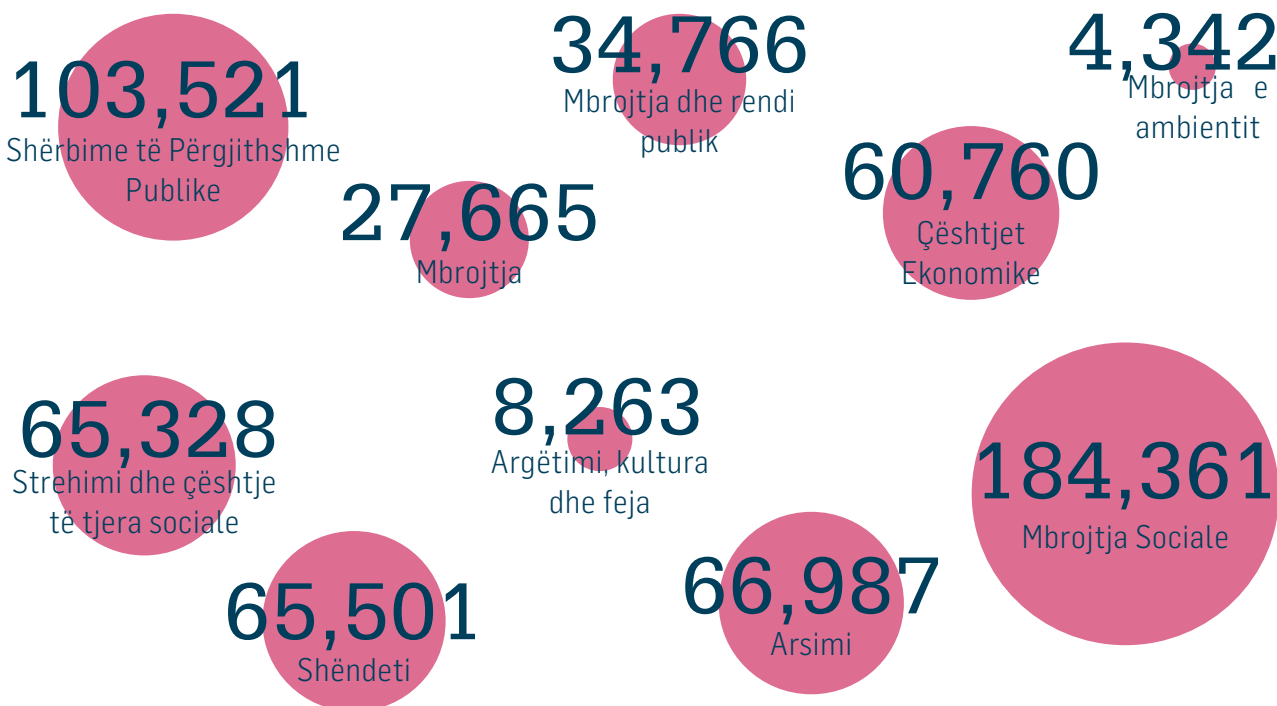 103,521
Shërbime të Përgjithshme
Publike
27,665
Mbrojtja
34,766
Mbrojtja dhe rendi
publik
60,760
Çështjet
Ekonomike
4,342
Mbrojtja e
ambientit
65,328
Strehimi dhe çështje
të tjera sociale
65,501
Shëndeti
8,263
Argëtimi, kultura
dhe feja
66,987
Arsimi
184,361
Mbrojtja Sociale